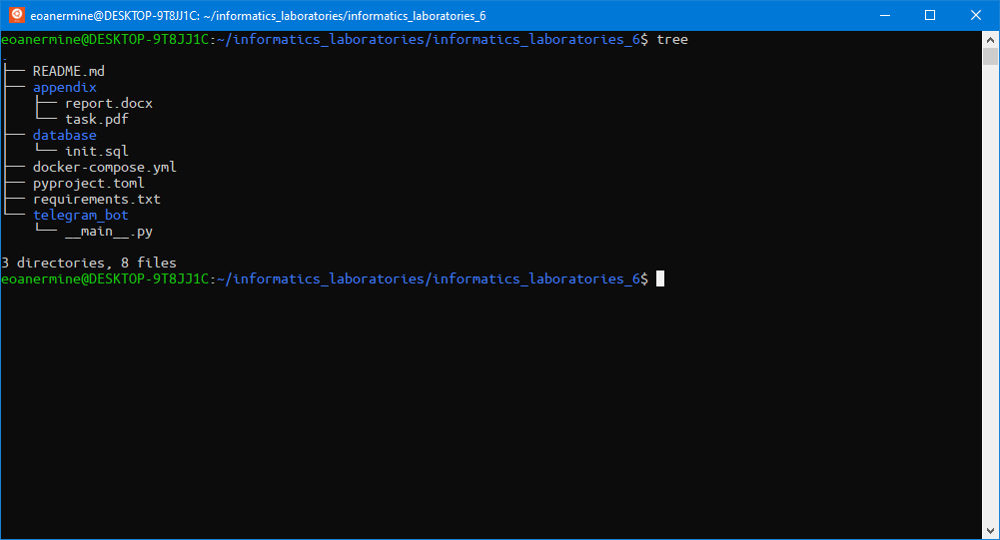 eoanermine@DESKTOP-9T8JJ1C: ~/informatics_laboratories/informatics_laboratories_6
eoanermine@DESKTOP-9T8JJ1C:~/informatics_laboratories/informatics_laboratories_6$ tree
.
├── README.md
├── appendix
│   ├── report.docx
│   └── task.pdf
├── database
│   └── init.sql
├── docker-compose.yml
├── pyproject.toml
├── requirements.txt
└── telegram_bot
    └── __main__.py

3 directories, 8 files
eoanermine@DESKTOP-9T8JJ1C:~/informatics_laboratories/informatics_laboratories_6$